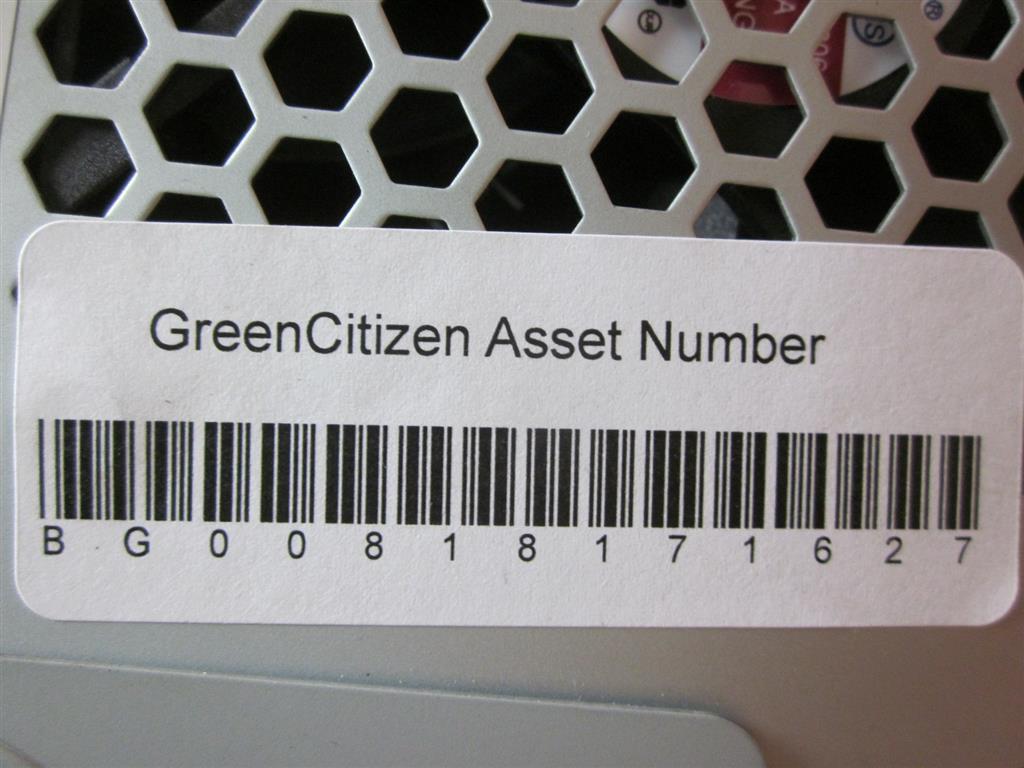 GreenCitizen Asset Number
B G 0 0 8 1 8 1 7 1 6 2 7